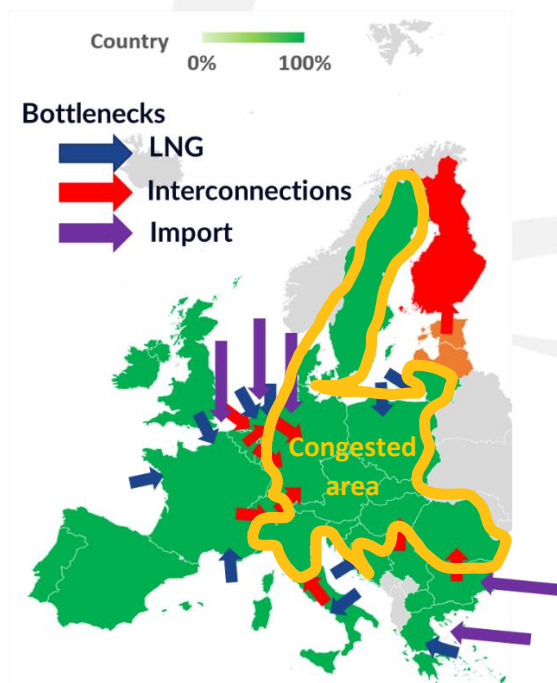 Country
0% 100%
Bottlenecks
LNG
Interconnections
Import
Congested
area